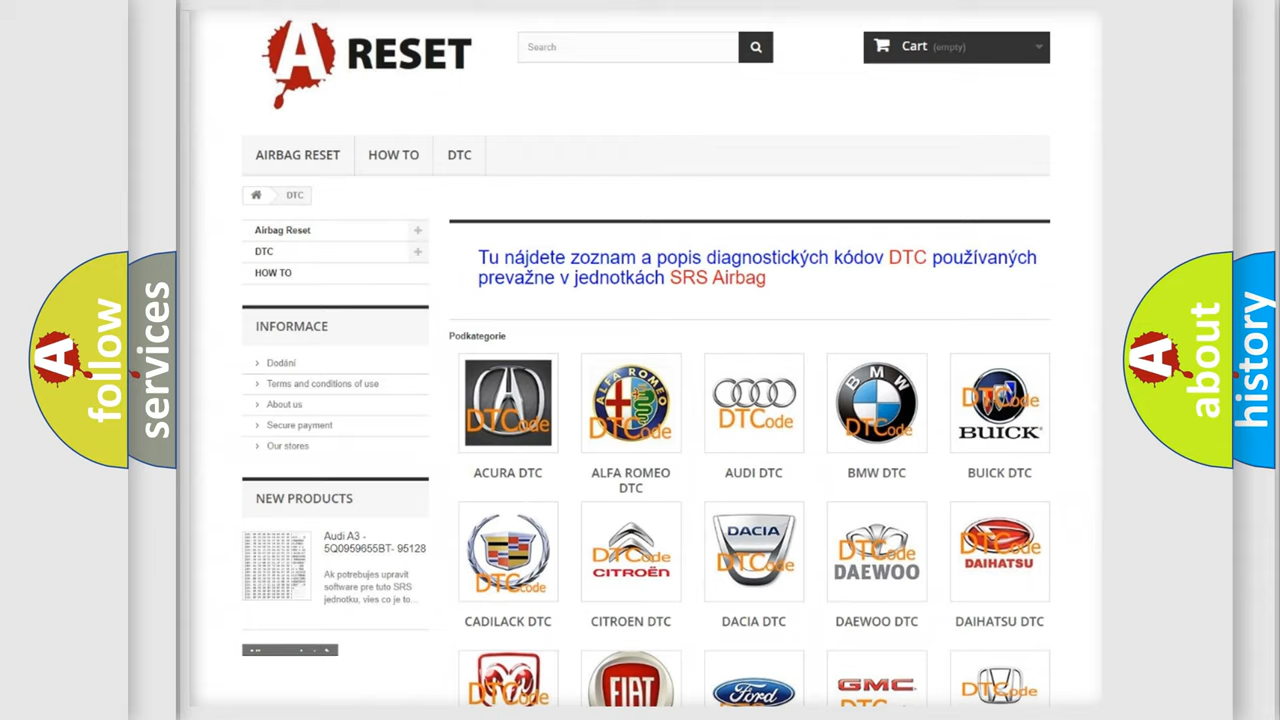 A RESET
Search
Cart (empty)
AIRBAG RESET
HOW TO
DTC
DTC
Airbag Reset
DTC
HOW TO
Tu nájdete zoznam a popis diagnostických kódov DTC používaných
prevažne v jednotkách SRS Airbag
INFORMACE
Dodání
Terms and conditions of use
About us
Secure payment
Our stores
NEW PRODUCTS
Audi A3 -
5Q0959655BT- 95128
Ak potrebujes upravit
software pre tuto SRS
jednotku, vies co je to...
Podkategorie
DTCode
ALFA ROMEO
DTCode
DTCode
BMW
DTCode
DTCode
BUICK
ACURA DTC
ALFA ROMEO
DTC
AUDI DTC
BMW DTC
BUICK DTC
DTCode
DTCode
CITROËN
DACIA
DTCode
DTCode
DAEWOO
DTCode
DAIHATSU
CADILACK DTC
CITROEN DTC
DACIA DTC
DAEWOO DTC
DAIHATSU DTC
DTCode
FIAT
Ford
GMC
DTCode
A follow
services
A about
history